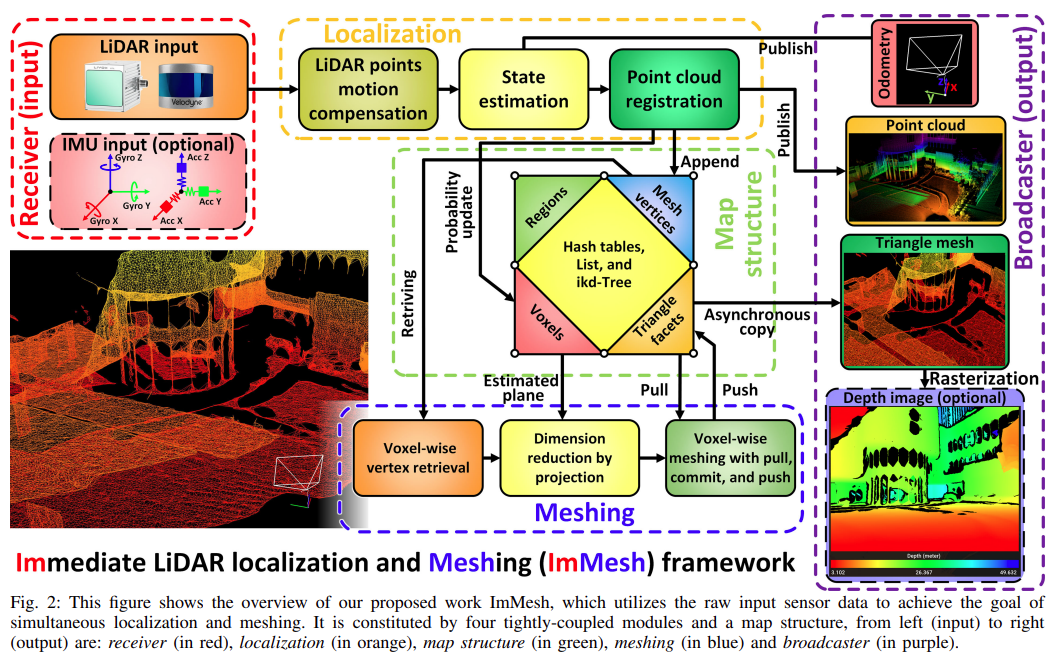 Receiver (input)
LiDAR input
Velodyne
IMU input (optional)
Gyro Z
Gyro Y
Gyro X
Acc Z
Acc Y
Acc X
Localization
LiDAR points
motion
compensation
State
estimation
Point cloud
registration
Publish
Publish
Append
Probability
update
Retriving
Map
structure
Regions
Mesh
vertices
Hash tables,
List, and
ikd-Tree
Voxels
Triangle
facets
Asynchronous
copy
Estimated
plane
Pull
Push
Voxel-wise
vertex retrieval
Dimension
reduction by
projection
Voxel-wise
meshing with pull,
commit, and push
Meshing
Broadcaster (output)
Odometry
z
x
y
Point cloud
Triangle mesh
Rasterization
Depth image (optional)
Depth (meter)
3.102
26.367
49.632
Immediate LiDAR localization and Meshing (ImMesh) framework
Fig. 2: This figure shows the overview of our proposed work ImMesh, which utilizes the raw input sensor data to achieve the goal of
simultaneous localization and meshing. It is constituted by four tightly-coupled modules and a map structure, from left (input) to right
(output) are: receiver (in red), localization (in orange), map structure (in green), meshing (in blue) and broadcaster (in purple).